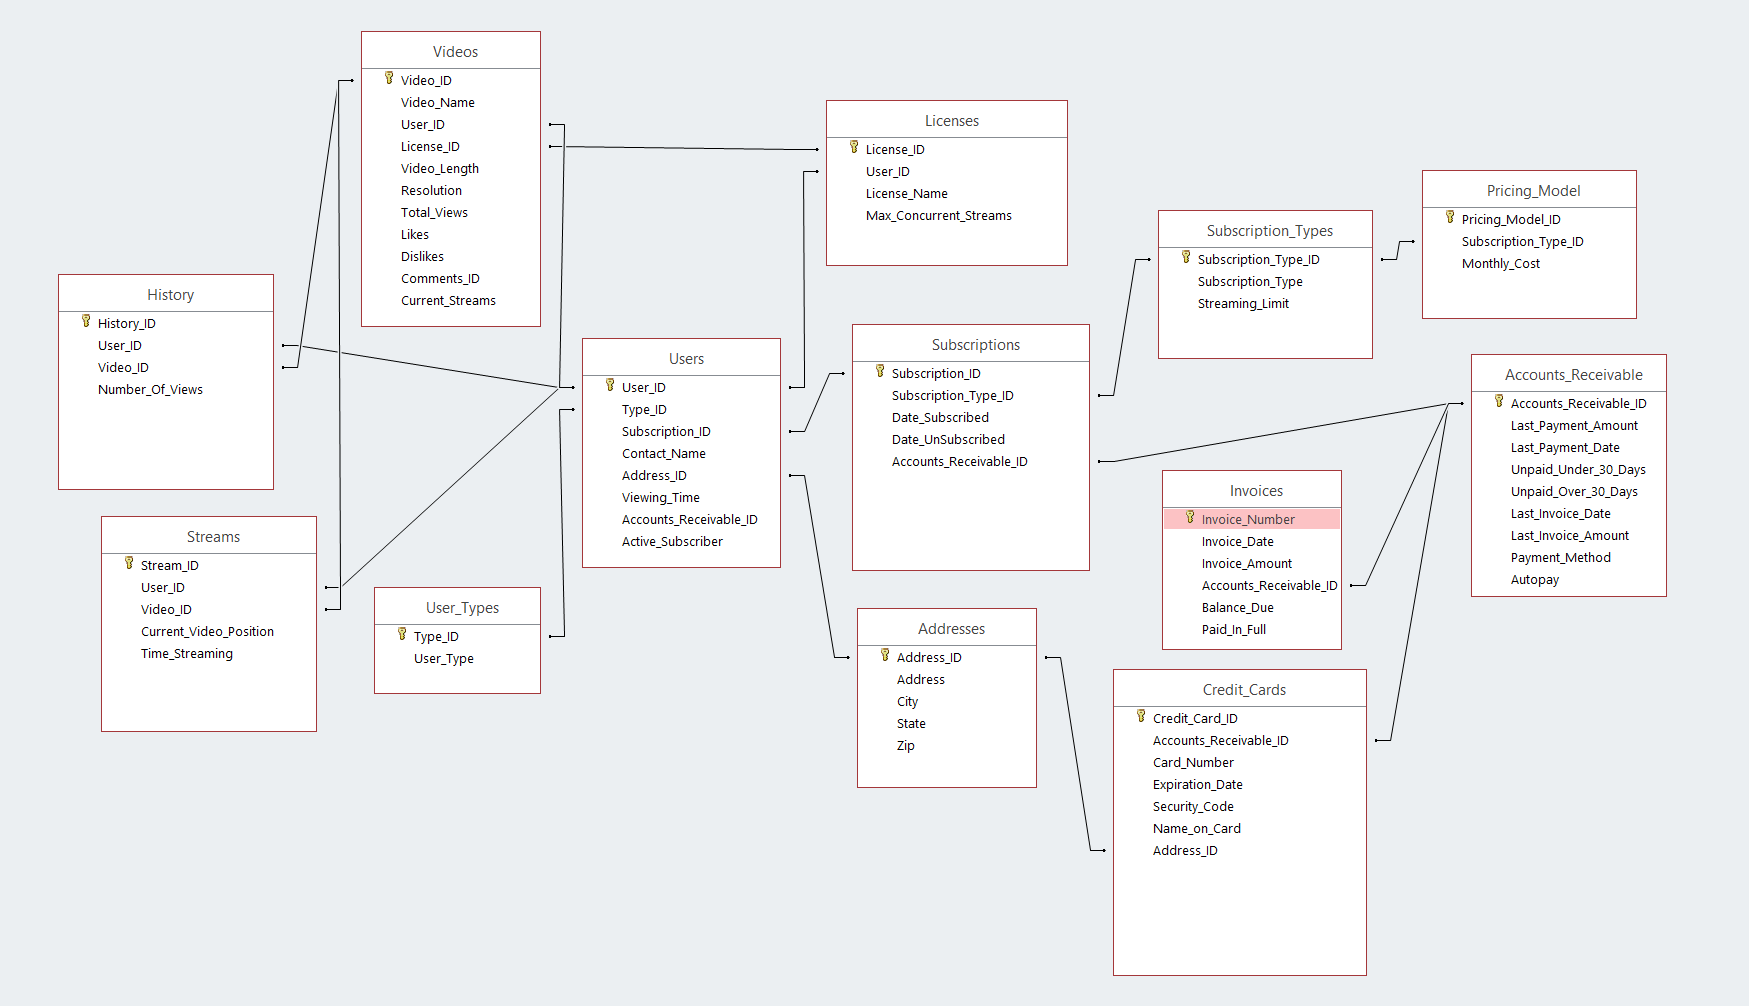 Videos
Video_ID
Video_Name
User_ID
License_ID
Video_Length
Resolution
Total_Views
Likes
Dislikes
Comments_ID
Current_Streams
Licenses
License_ID
User_ID
License_Name
Max_Concurrent_Streams
Pricing_Model
Pricing_Model_ID
Subscription_Type_ID
Monthly_Cost
Subscription_Types
Subscription_Type_ID
Subscription_Type
Streaming_Limit
History
History_ID
User_ID
Video_ID
Number_Of_Views
Users
User_ID
Type_ID
Subscription_ID
Contact_Name
Address_ID
Viewing_Time
Accounts_Receivable_ID
Active_Subscriber
Subscriptions
Subscription_ID
Subscription_Type_ID
Date_Subscribed
Date_UnSubscribed
Accounts_Receivable_ID
Accounts_Receivable
Accounts_Receivable_ID
Last_Payment_Amount
Last_Payment_Date
Unpaid_Under_30_Days
Unpaid_Over_30_Days
Last_Invoice_Date
Last_Invoice_Amount
Payment_Method
Autopay
Invoices
Invoice_Number
Invoice_Date
Invoice_Amount
Accounts_Receivable_ID
Balance_Due
Paid_In_Full
Streams
Stream_ID
User_ID
Video_ID
Current_Video_Position
Time_Streaming
User_Types
Type_ID
User_Type
Addresses
Address_ID
Address
City
State
Zip
Credit_Cards
Credit_Card_ID
Accounts_Receivable_ID
Card_Number
Expiration_Date
Security_Code
Name_on_Card
Address_ID